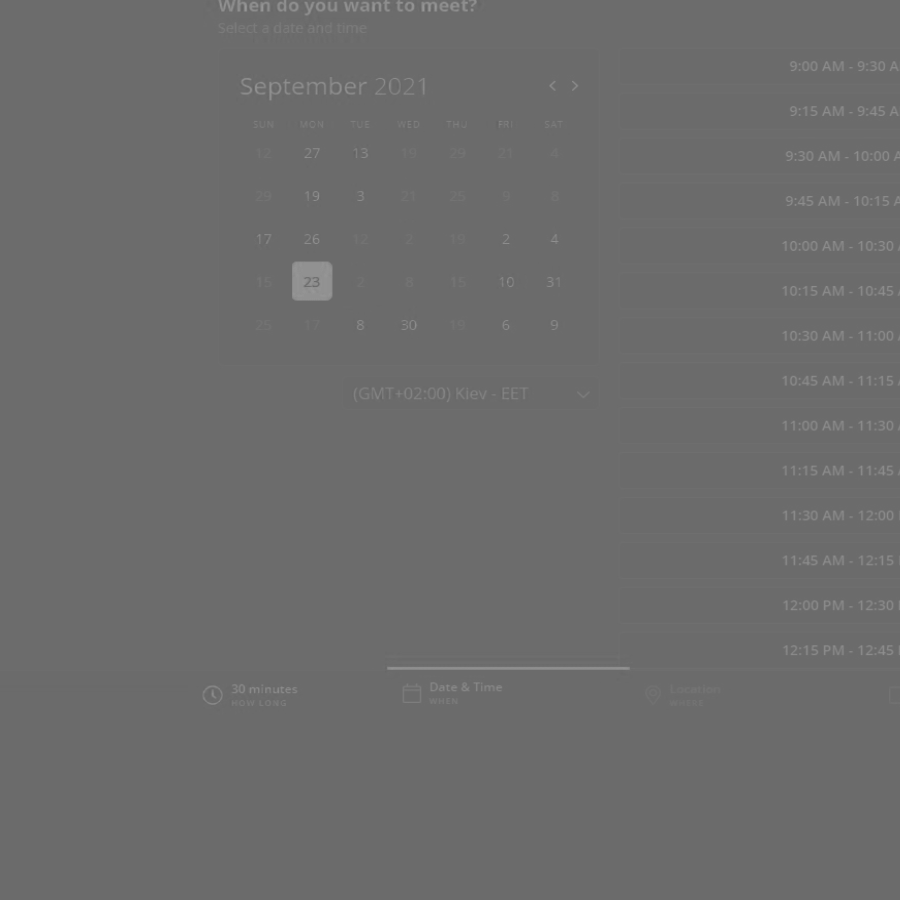 When do you want to meet?
Select a date and time
September 2021
SUN MON TUE WED THU FRI SAT
12 27 13 19 29 21 4
29 19 3 21 25 9 8
17 26 12 2 19 2 4
15 23 2 8 15 10 31
25 17 8 30 19 6 9
(GMT+02:00) Kiev - EET
9:00 AM - 9:30 A
9:15 AM - 9:45 A
9:30 AM - 10:00 A
9:45 AM - 10:15 A
10:00 AM - 10:30
10:15 AM - 10:45
10:30 AM - 11:00
10:45 AM - 11:15
11:00 AM - 11:30
11:15 AM - 11:45
11:30 AM - 12:00
11:45 AM - 12:15
12:00 PM - 12:30
12:15 PM - 12:45
30 minutes
HOW LONG
Date & Time
WHEN
Location
WHERE